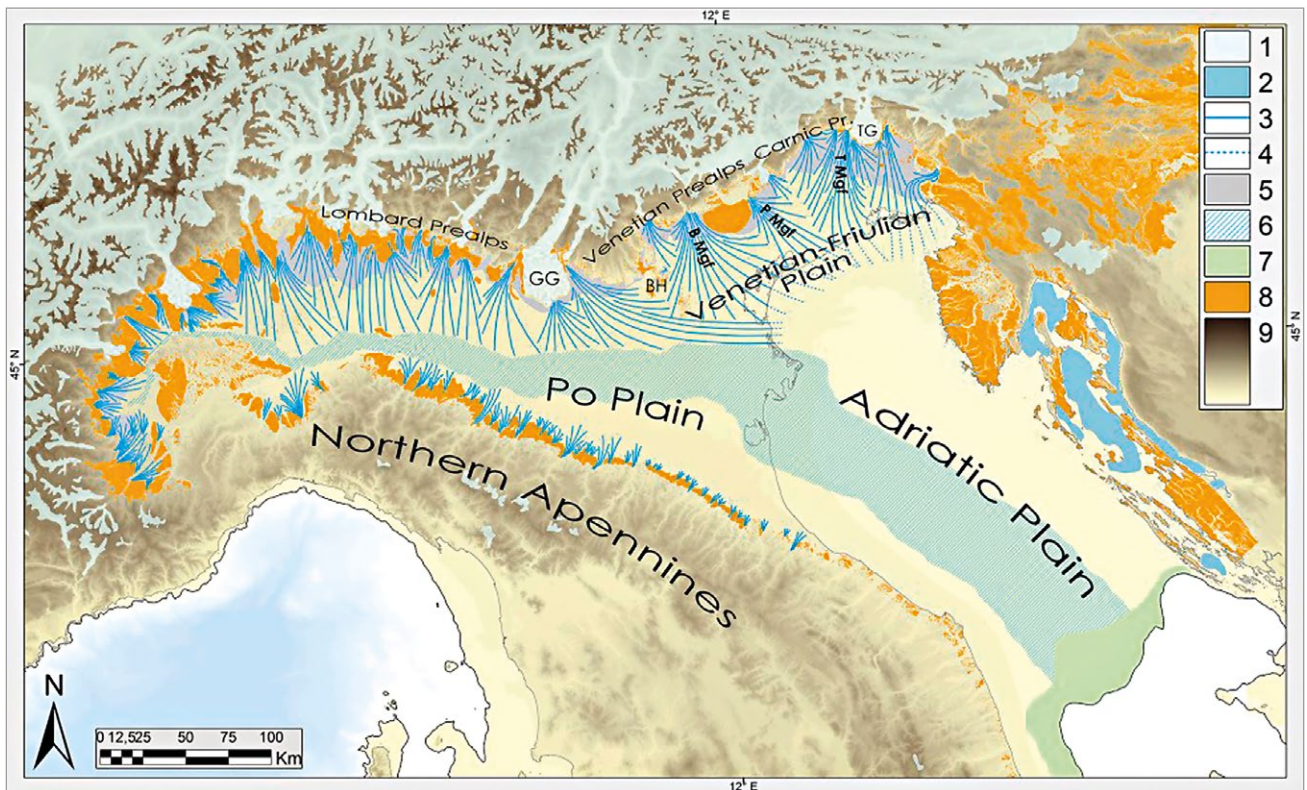 12° E
1
2
3
4
5
6
7
8
9
Carnic Pr.
TG
T Mgf
Venetian Prealps
Lombard Prealps
P Mgf
B Mgf
GG
BH
Venetian-Friulian
Plain
45° N
45° N
Po Plain
Adriatic Plain
Northern Apennines
N
0 12,525 50 75 100
Km
12° E